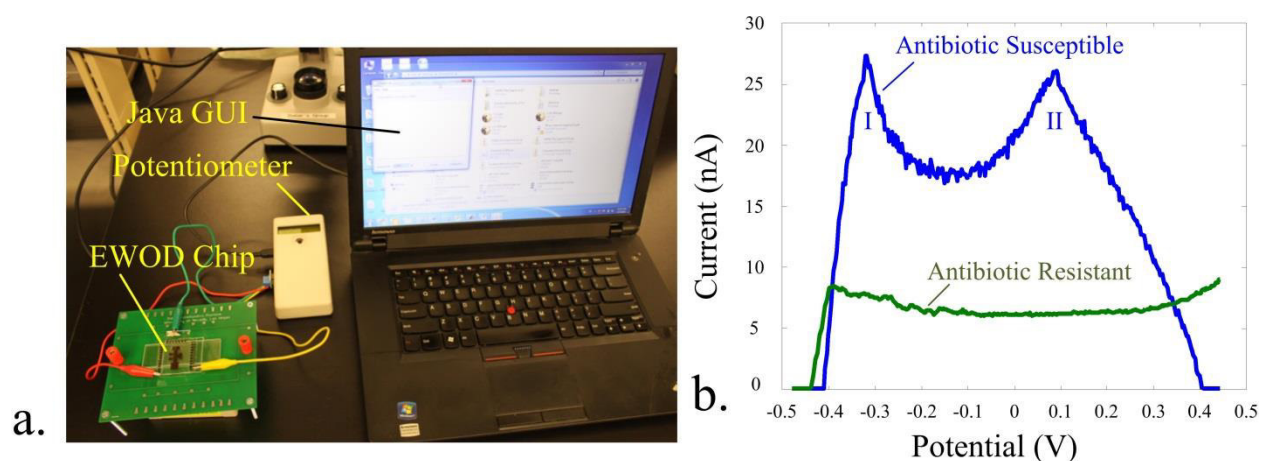 Java GUI
Potentiometer
EWOD Chip
lenovo
a.
30
25
20
15
10
5
0
Current (nA)
Antibiotic Susceptible
I
II
Antibiotic Resistant
-0.5
-0.4
-0.3
-0.2
-0.1
0
0.1
0.2
0.3
0.4
0.5
Potential (V)
b.